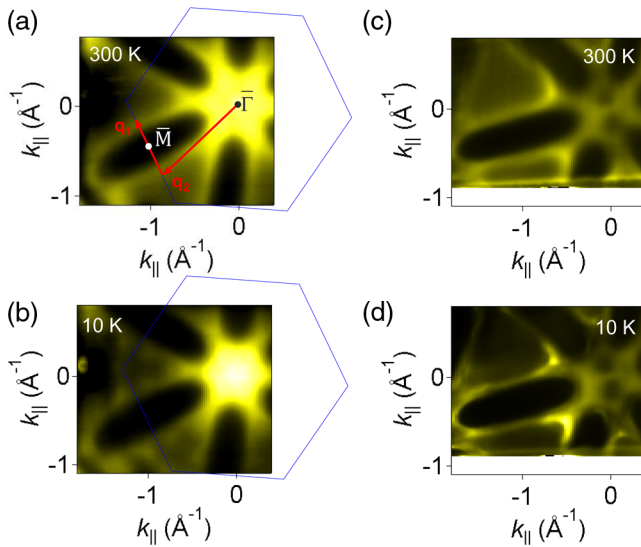 (a)
300 K
Γ̅
M̅
q₁
q₂
0
-1
k|| (Å⁻¹)
-1
0
k|| (Å⁻¹)
(b)
10 K
0
-1
k|| (Å⁻¹)
-1
0
k|| (Å⁻¹)
(c)
300 K
0
-1
k|| (Å⁻¹)
-1
0
k|| (Å⁻¹)
(d)
10 K
0
-1
k|| (Å⁻¹)
-1
0
k|| (Å⁻¹)